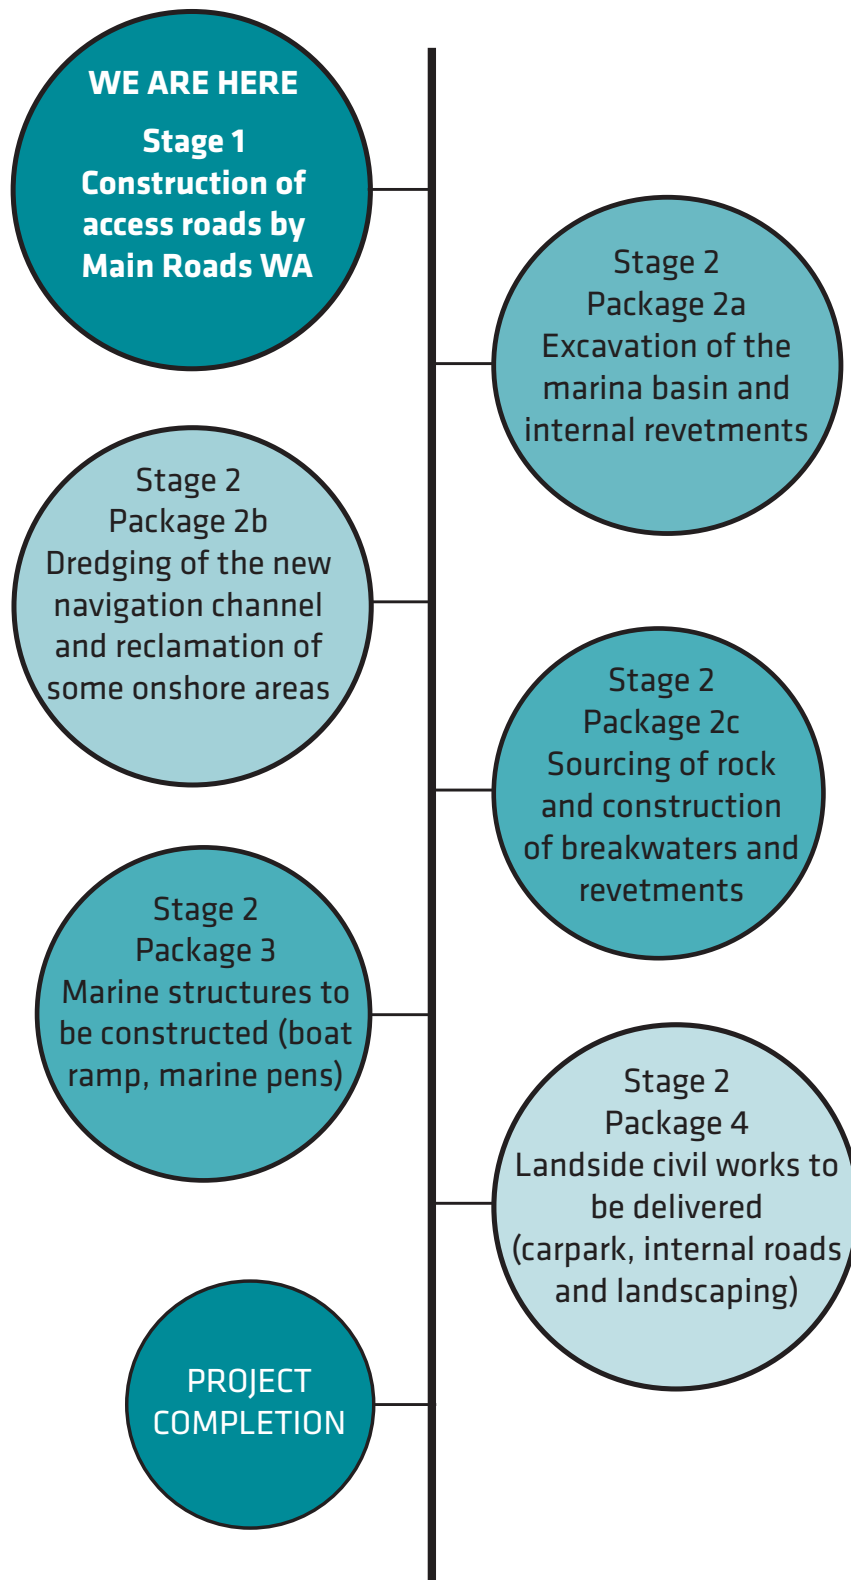 WE ARE HERE
Stage 1
Construction of
access roads by
Main Roads WA
Stage 2
Package 2a
Excavation of the
marina basin and
internal revetments
Stage 2
Package 2b
Dredging of the new
navigation channel
and reclamation of
some onshore areas
Stage 2
Package 2c
Sourcing of rock
and construction
of breakwaters and
revetments
Stage 2
Package 3
Marine structures to
be constructed (boat
ramp, marine pens)
Stage 2
Package 4
Landside civil works to
be delivered
(carpark, internal roads
and landscaping)
PROJECT
COMPLETION